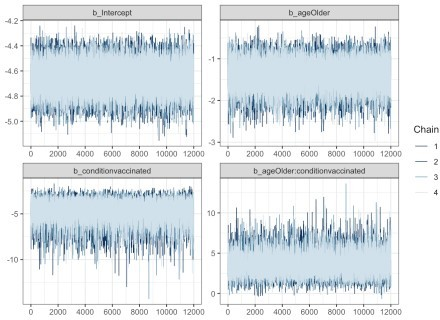 b_Intercept
-4.2
-4.4
-4.6
-4.8
-5.0
0 2000 4000 6000 8000 10000 12000
b_ageOlder
-1
-2
-3
0 2000 4000 6000 8000 10000 12000
b_conditionvaccinated
-5
-10
0 2000 4000 6000 8000 10000 12000
b_ageOlder:conditionvaccinated
10
5
0
0 2000 4000 6000 8000 10000 12000
Chain
1
2
3
4